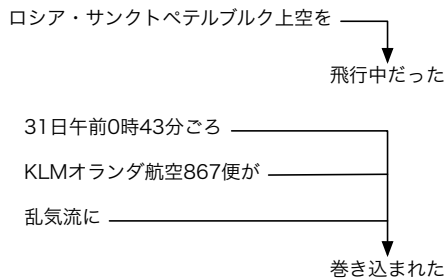 ロシア・サンクトペテルブルク上空を
飛行中だった
31日午前0時43分ごろ
KLMオランダ航空867便が
乱気流に
巻き込まれた